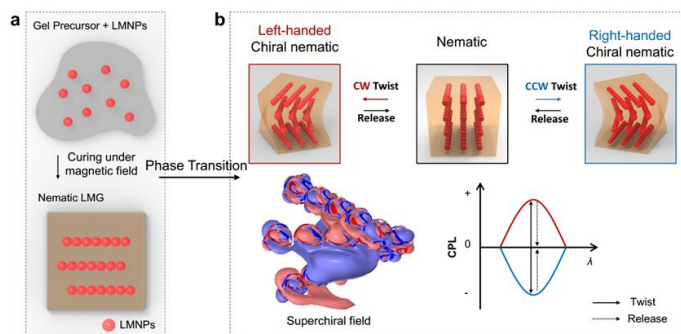 a
Gel Precursor + LMNPs
Curing under
magnetic field
Nematic LMG
LMNPs
Phase Transition
b
Left-handed
Chiral nematic
CW Twist
Release
Nematic
CCW Twist
Release
Right-handed
Chiral nematic
Superchiral field
+
0
-
CPL
λ
Twist
Release